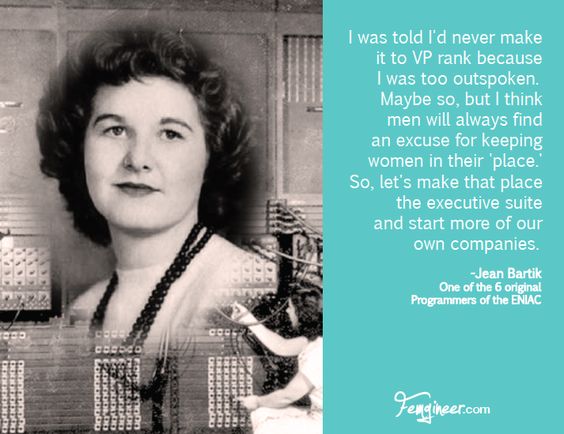 I was told I'd never make
it to VP rank because
I was too outspoken.
Maybe so, but I think
men will always find
an excuse for keeping
women in their 'place.'
So, let's make that place
the executive suite
and start more of our
own companies.
-Jean Bartik
One of the 6 original
Programmers of the ENIAC
Femgineer.com